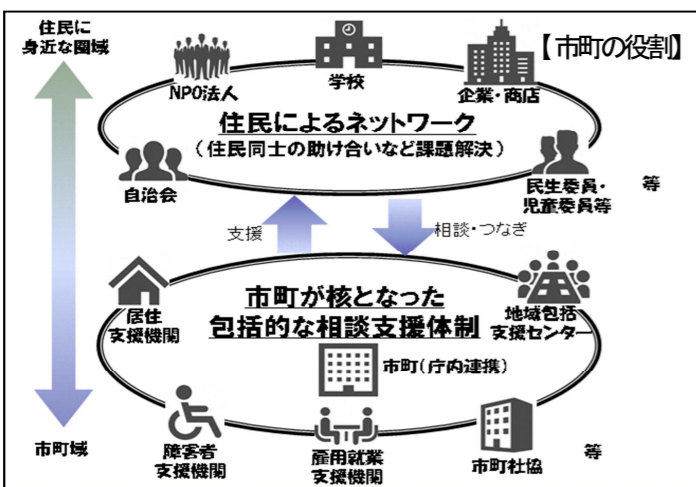 住民に
身近な圏域
【市町の役割】
学校
NPO法人
企業・商店
住民によるネットワーク
(住民同士の助け合いなど課題解決)
自治会
民生委員・
児童委員等
等
支援
相談・つなぎ
市町が核となった
包括的な相談支援体制
居住
支援機関
地域包括
支援センター
市町(庁内連携)
障害者
支援機関
雇用就業
支援機関
市町社協
等
市町域